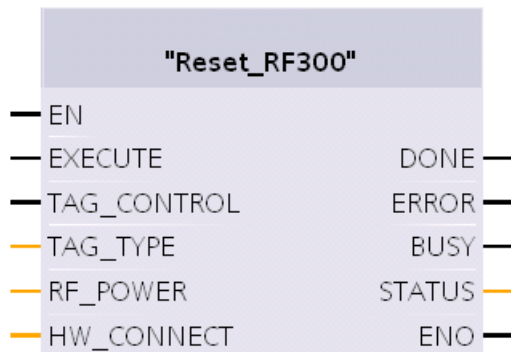 "Reset_RF300"
EN
EXECUTE DONE
TAG_CONTROL ERROR
TAG_TYPE BUSY
RF_POWER STATUS
HW_CONNECT ENO